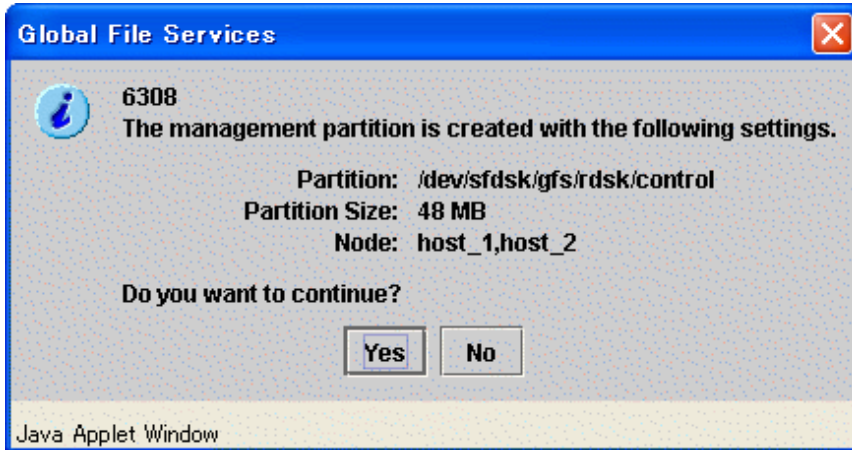 Global File Services
6308
The management partition is created with the following settings.
Partition: /dev/sfdsk/gfs/rdsk/control
Partition Size: 48 MB
Node: host_1,host_2
Do you want to continue?
Yes No
Java Applet Window